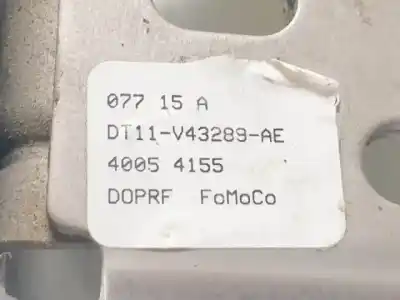 077 15 A
DT11-V43289-AE
4005 4155
DOPRF FoMoCo